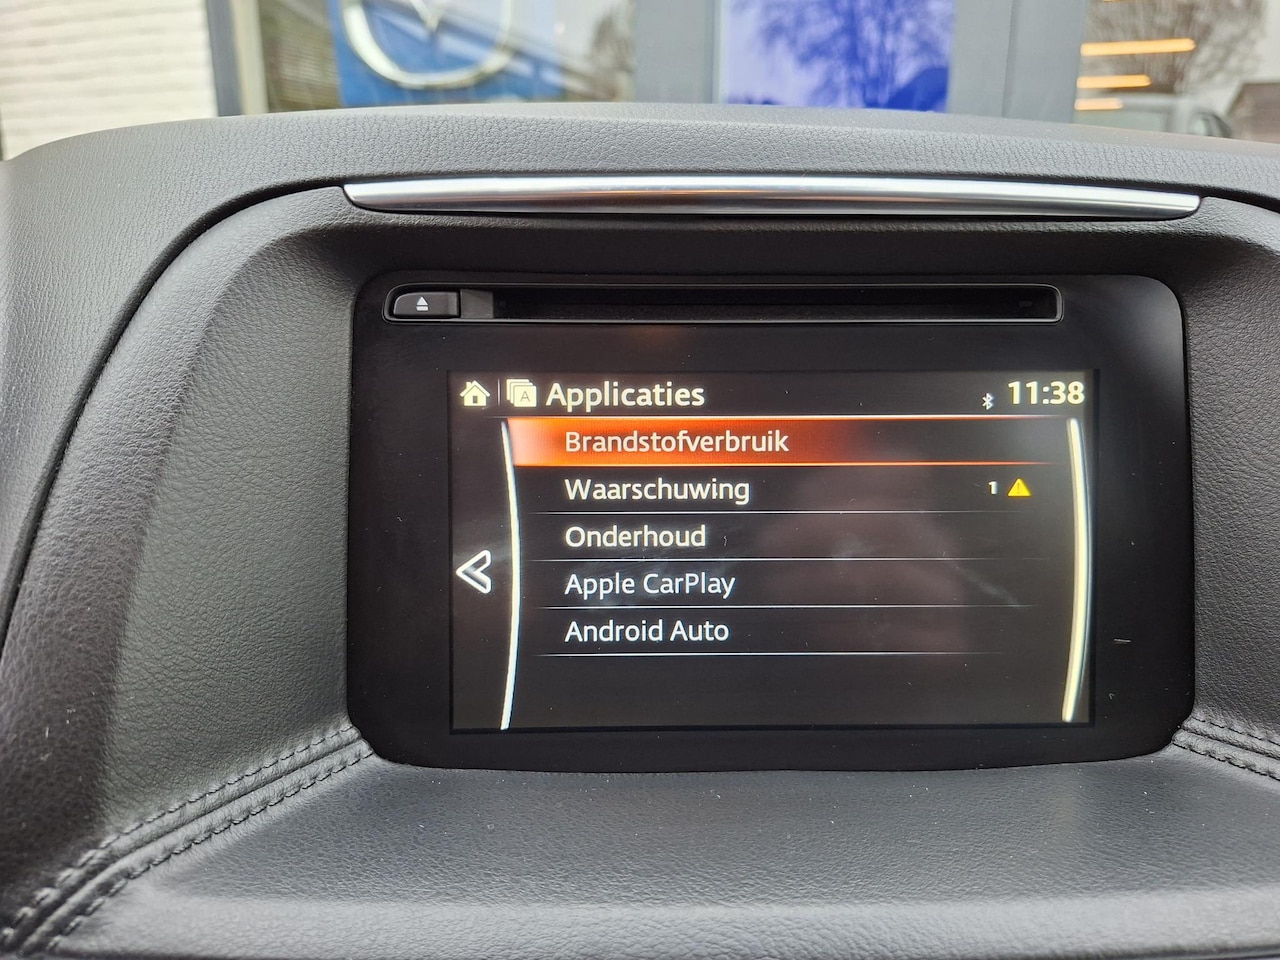 Applicaties 11:38
Brandstofverbruik
Waarschuwing 1
Onderhoud
Apple CarPlay
Android Auto